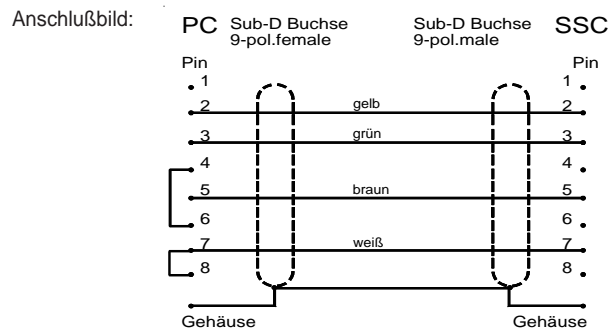 Anschlußbild:
PC Sub-D Buchse Sub-D Buchse SSC
9-pol.female 9-pol.male
Pin Pin
1 1
2 gelb 2
3 grün 3
4 4
5 braun 5
6 6
7 weiß 7
8 8
Gehäuse Gehäuse